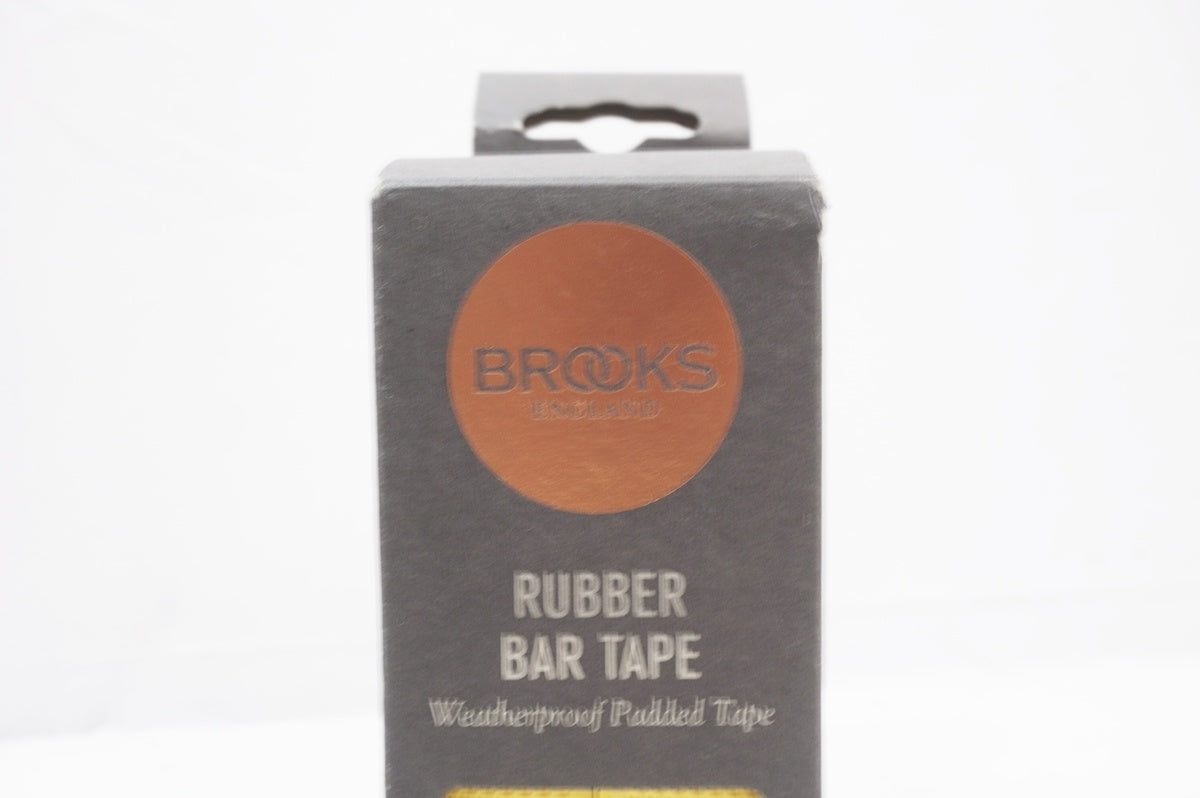 BROOKS
ENGLAND
RUBBER
BAR TAPE
Weatherproof Padded Tape